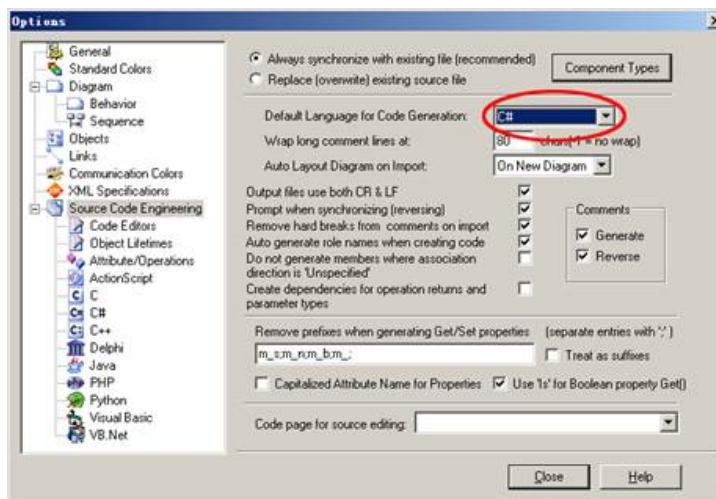 Options
General
Standard Colors
Diagram
Behavior
Sequence
Objects
Links
Communication Colors
XML Specifications
Source Code Engineering
Code Editors
Object Lifetimes
Attribute/Operations
ActionScript
C
C#
C++
Delphi
Java
PHP
Python
Visual Basic
VB.Net
Always synchronize with existing file (recommended)
Replace (overwrite) existing source file
Component Types
Default Language for Code Generation: C#
Wrap long comment lines at: 80 chars('1' = no wrap)
Auto Layout Diagram on Import: On New Diagram
Output files use both CR & LF
Prompt when synchronizing (reversing)
Remove hard breaks from comments on import
Auto generate role names when creating code
Do not generate members where association
direction is 'Unspecified'
Create dependencies for operation returns and
parameter types
Comments
Generate
Reverse
Remove prefixes when generating Get/Set properties (separate entries with ';' )
m_s;m_n;m_b;m_;
Treat as suffixes
Capitalized Attribute Name for Properties Use 'Is' for Boolean property Get()
Code page for source editing:
Close Help